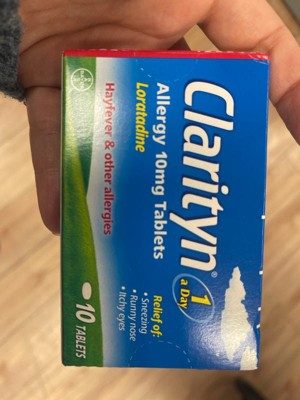 Clarityn®
Allergy 10mg Tablets
Loratadine
Hayfever & other allergies
1
a Day
Relief of:
• Sneezing
• Runny nose
• Itchy eyes
10 TABLETS